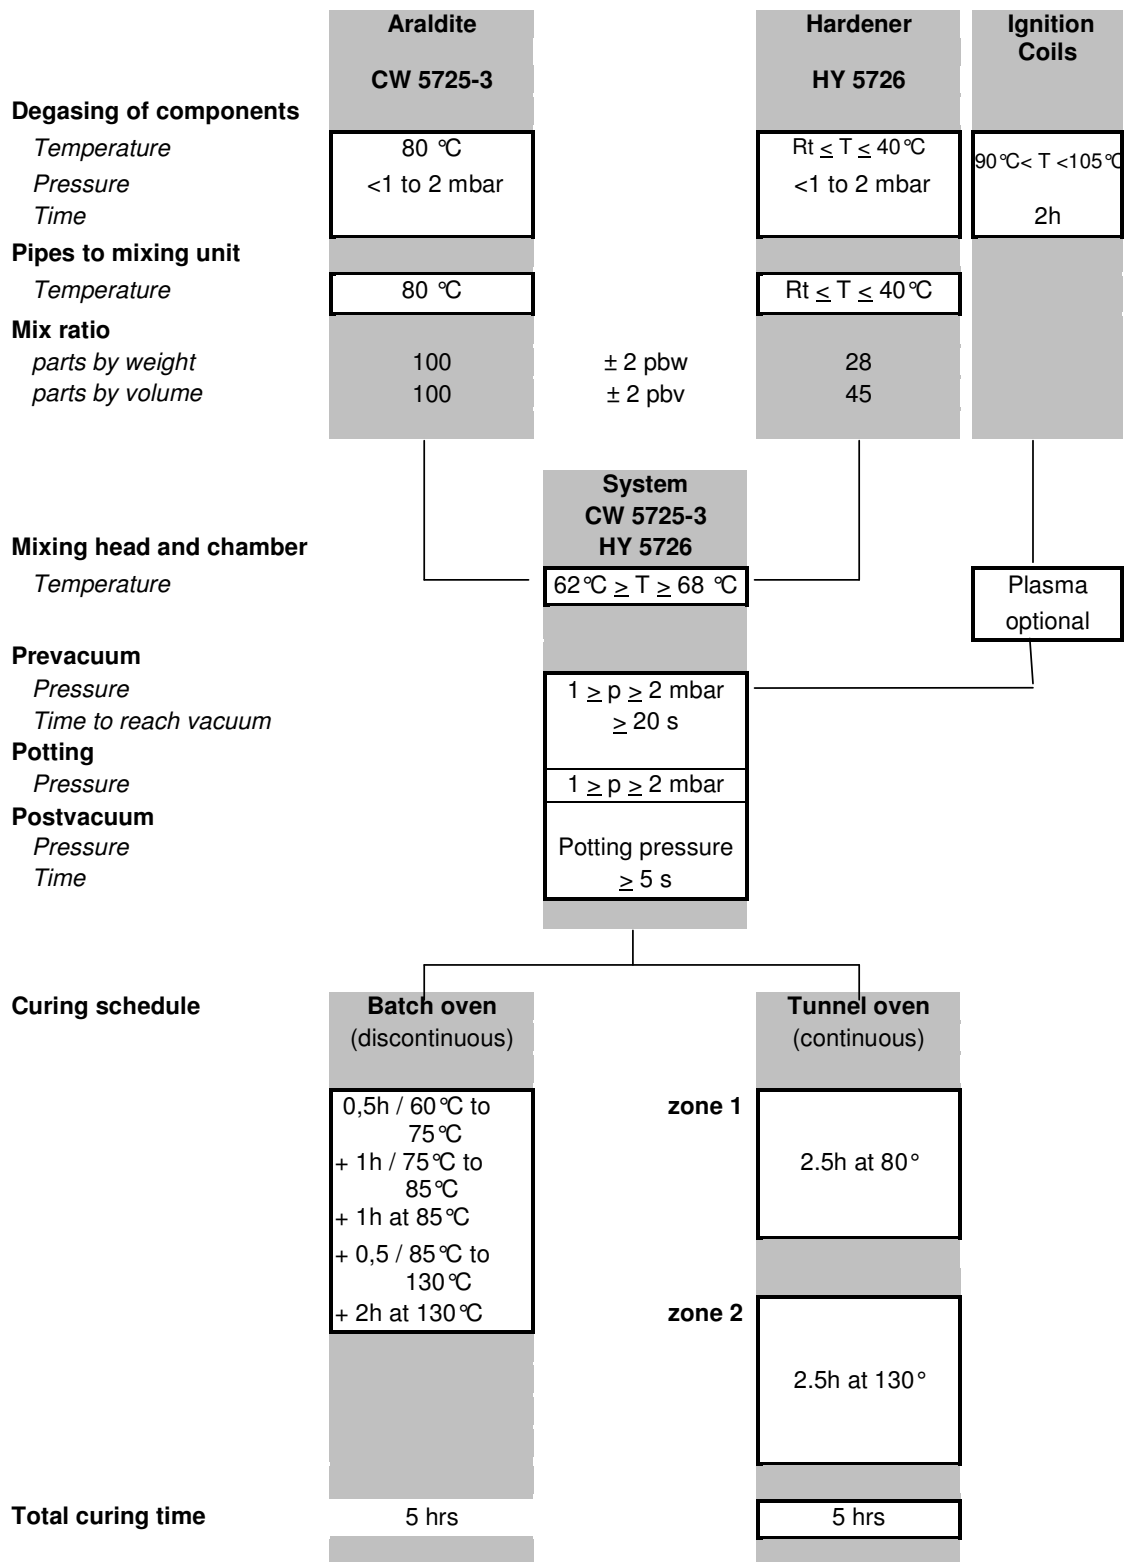 Araldite Hardener Ignition
Coils
CW 5725-3 HY 5726
Degasing of components
Temperature 80 °C Rt ≤ T ≤ 40°C 90°C< T <105°C
Pressure <1 to 2 mbar <1 to 2 mbar
Time 2h
Pipes to mixing unit
Temperature 80 °C Rt ≤ T ≤ 40°C
Mix ratio
parts by weight 100 ± 2 pbw 28
parts by volume 100 ± 2 pbv 45
System
CW 5725-3
Mixing head and chamber HY 5726
Temperature 62°C ≥ T ≥ 68 °C Plasma
optional
Prevacuum
Pressure 1 ≥ p ≥ 2 mbar
Time to reach vacuum ≥ 20 s
Potting
Pressure 1 ≥ p ≥ 2 mbar
Postvacuum
Pressure Potting pressure
Time ≥ 5 s
Curing schedule Batch oven Tunnel oven
(discontinuous) (continuous)
0,5h / 60°C to zone 1
75°C
+ 1h / 75°C to 2.5h at 80°
85°C
+ 1h at 85°C
+ 0,5 / 85°C to
130°C
+ 2h at 130°C zone 2
2.5h at 130°
Total curing time 5 hrs 5 hrs